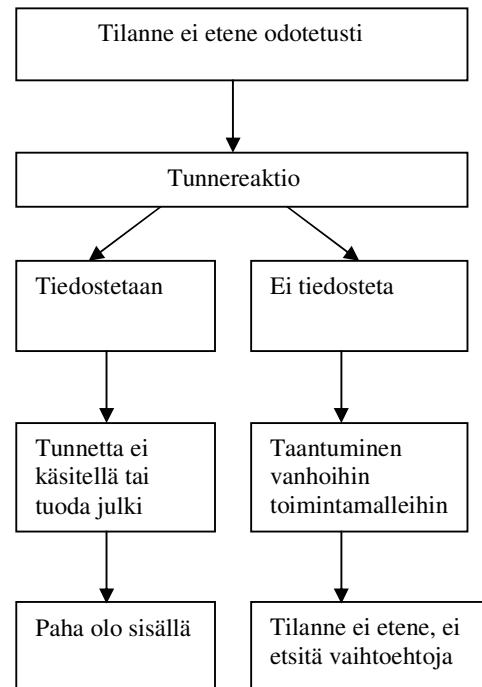 Tilanne ei etene odotetusti
Tunnereaktio
Tiedostetaan
Ei tiedosteta
Tunnetta ei
käsitellä tai
tuoda julki
Taantuminen
vanhoihin
toimintamalleihin
Paha olo sisällä
Tilanne ei etene, ei
etsitä vaihtoehtoja